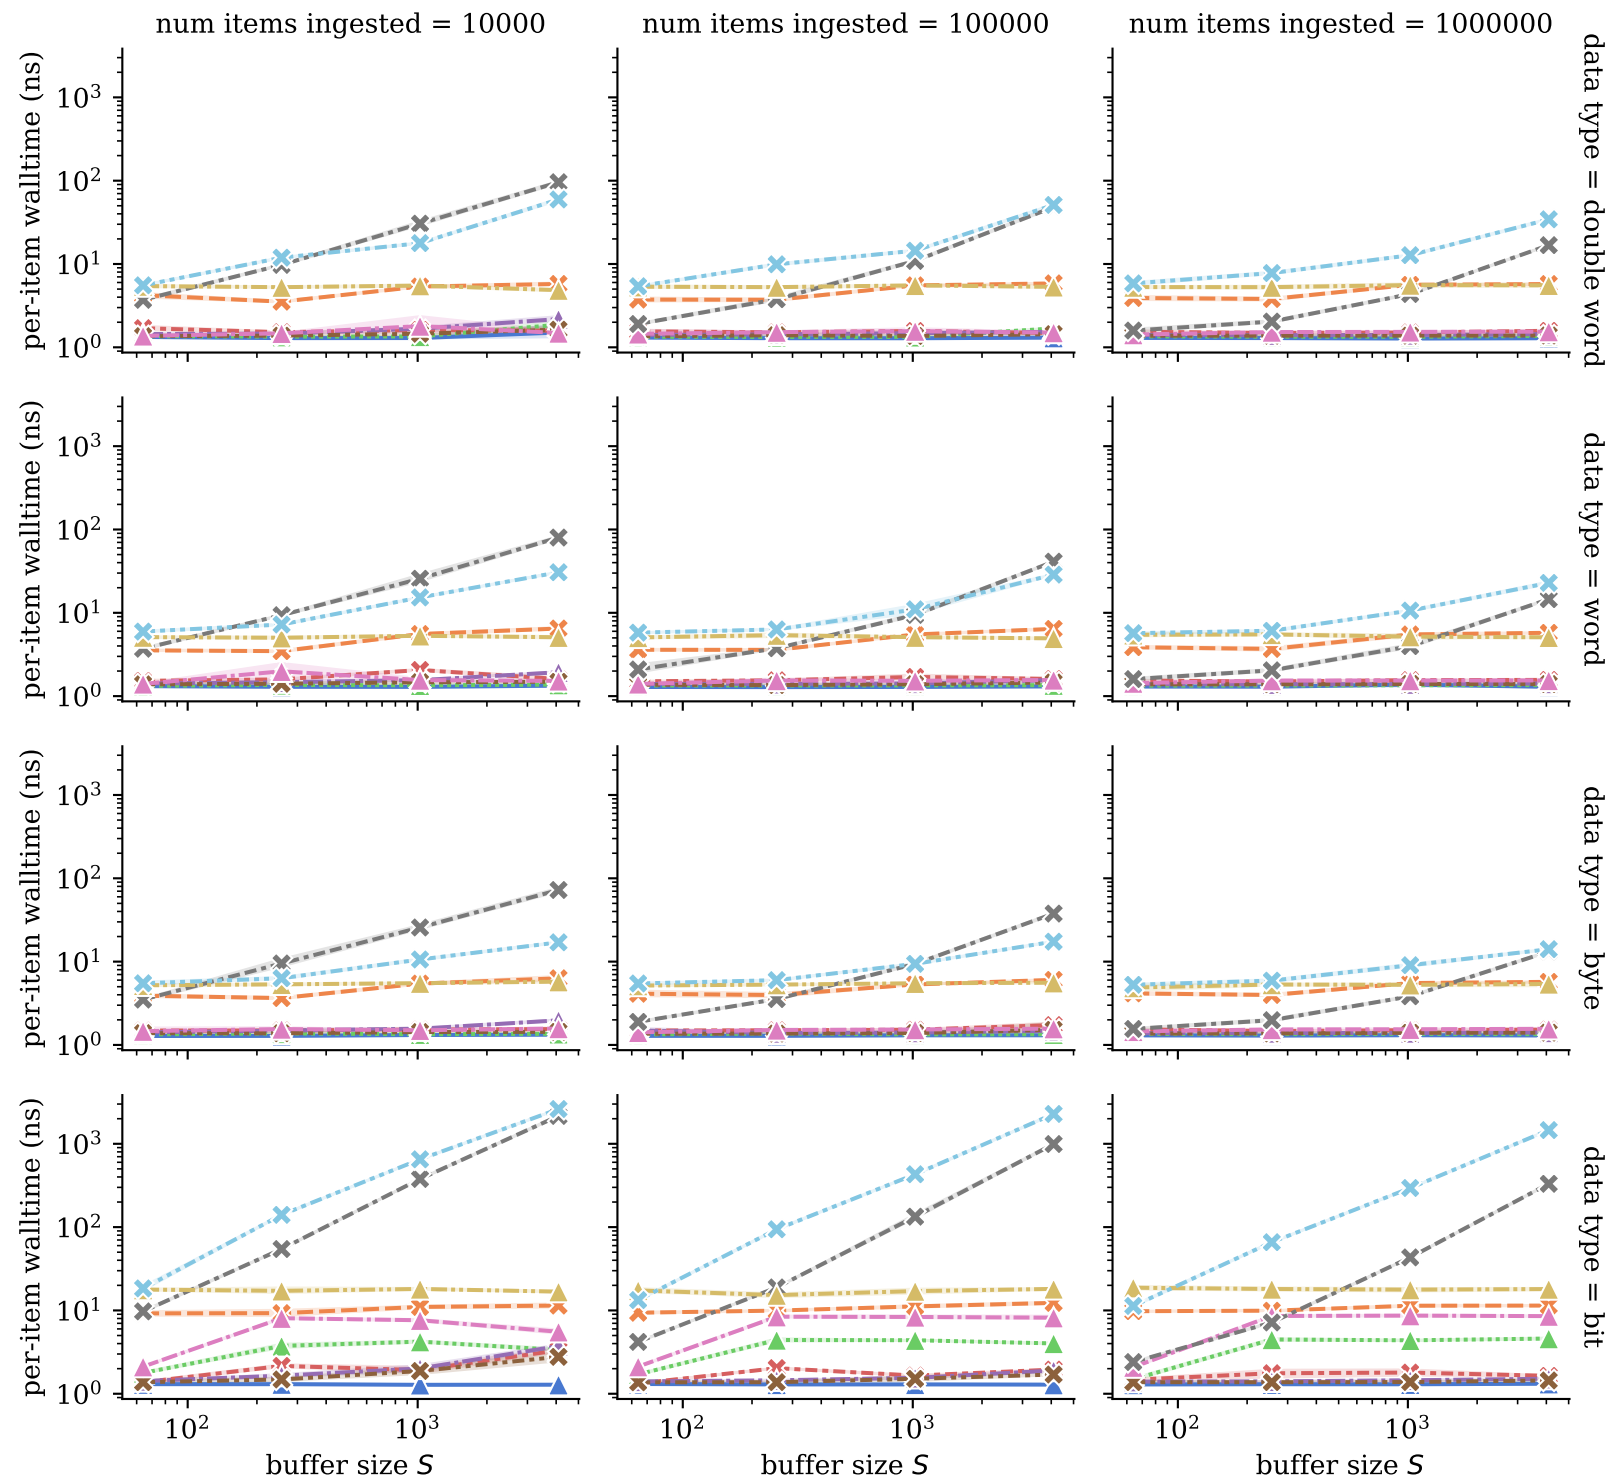 num items ingested = 10000
num items ingested = 100000
num items ingested = 1000000
per-item walltime (ns)
10³
10²
10¹
10⁰
data type = double word
per-item walltime (ns)
10³
10²
10¹
10⁰
data type = word
per-item walltime (ns)
10³
10²
10¹
10⁰
data type = byte
per-item walltime (ns)
10³
10²
10¹
10⁰
data type = bit
10² 10³
10² 10³
10² 10³
buffer size S
buffer size S
buffer size S